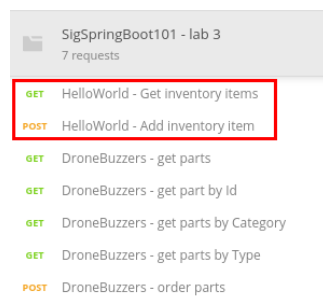 SigSpringBoot101 - lab 3
7 requests
GET HelloWorld - Get inventory items
POST HelloWorld - Add inventory item
GET DroneBuzzers - get parts
GET DroneBuzzers - get part by Id
GET DroneBuzzers - get parts by Category
GET DroneBuzzers - get parts by Type
POST DroneBuzzers - order parts